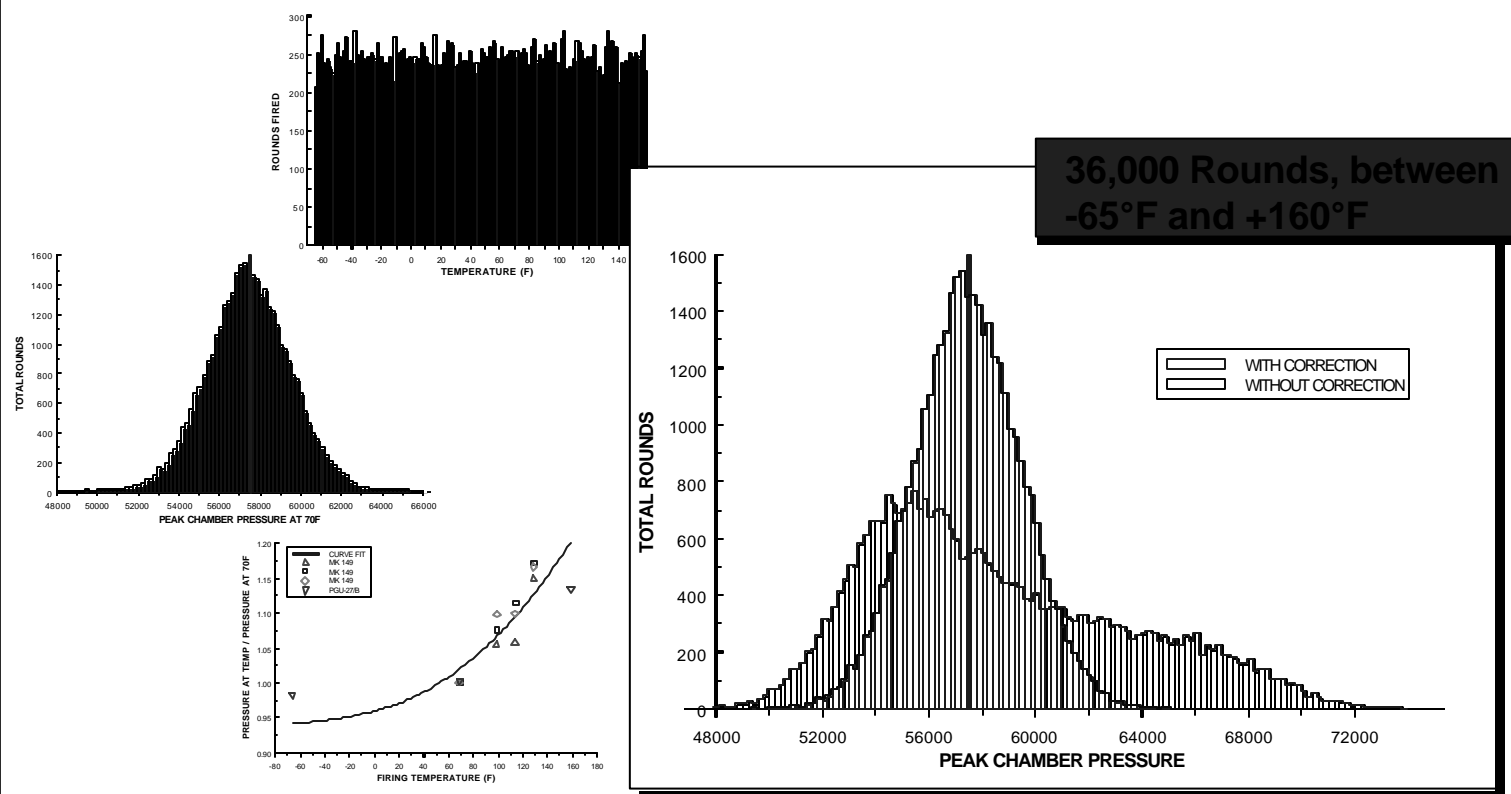 300
250
200
150
100
50
0
ROUNDS FIRED
-60 -40 -20 0 20 40 60 80 100 120 140
TEMPERATURE (F)
36,000 Rounds, between
-65°F and +160°F
1600
1400
1200
1000
800
600
400
200
0
TOTAL ROUNDS
48000 50000 52000 54000 56000 58000 60000 62000 64000 66000
PEAK CHAMBER PRESSURE AT 70F
1.20
1.15
1.10
1.05
1.00
0.95
0.90
PRESSURE AT TEMP / PRESSURE AT 70F
CURVE FIT
MK 149
MK 149
MK 149
PGU-27/B
-80 -60 -40 -20 0 20 40 60 80 100 120 140 160 180
FIRING TEMPERATURE (F)
1600
1400
1200
1000
800
600
400
200
0
TOTAL ROUNDS
WITH CORRECTION
WITHOUT CORRECTION
48000 52000 56000 60000 64000 68000 72000
PEAK CHAMBER PRESSURE